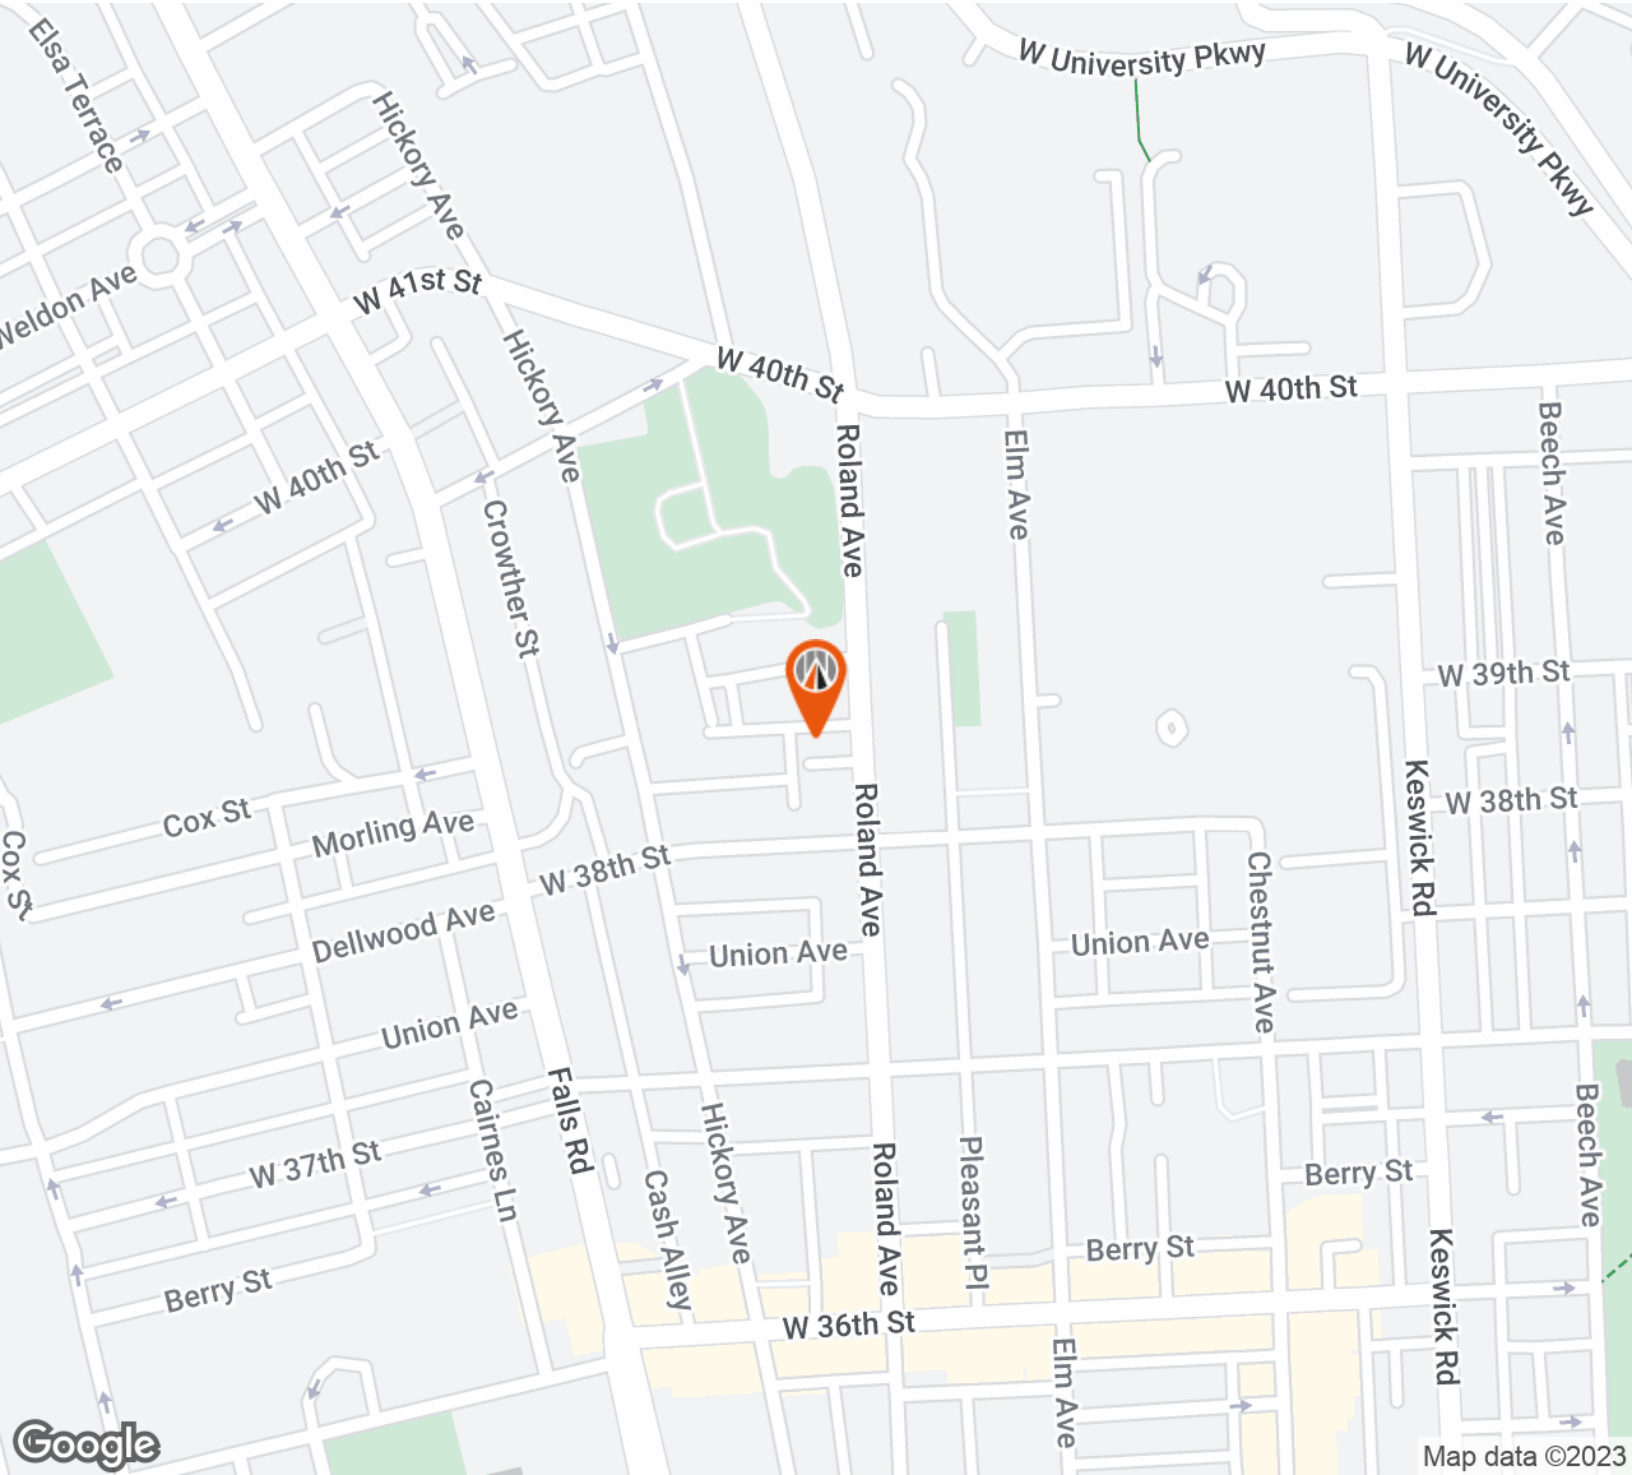 Elsa Terrace
W University Pkwy
W University Pkwy
Hickory Ave
Weldon Ave
W 41st St
Hickory Ave
W 40th St
W 40th St
W 40th St
Roland Ave
Elm Ave
Beech Ave
Crowther St
W 39th St
W 38th St
Keswick Rd
Cox St
Morling Ave
Cox St
W 38th St
Roland Ave
Chestnut Ave
Dellwood Ave
Union Ave
Union Ave
Union Ave
Falls Rd
Cairnes Ln
Hickory Ave
W 37th St
Cash Alley
Roland Ave
Pleasant Pl
Berry St
Beech Ave
Berry St
Berry St
Keswick Rd
W 36th St
Elm Ave
Google
Map data ©2023